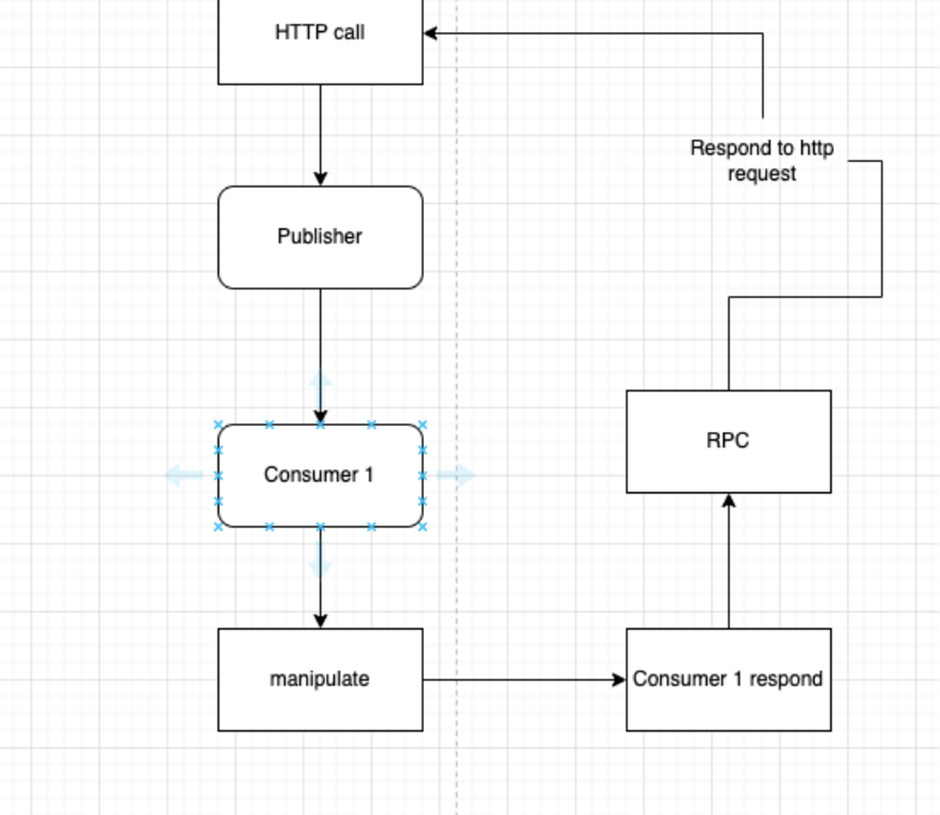 HTTP call
Respond to http
request
Publisher
RPC
Consumer 1
manipulate
Consumer 1 respond